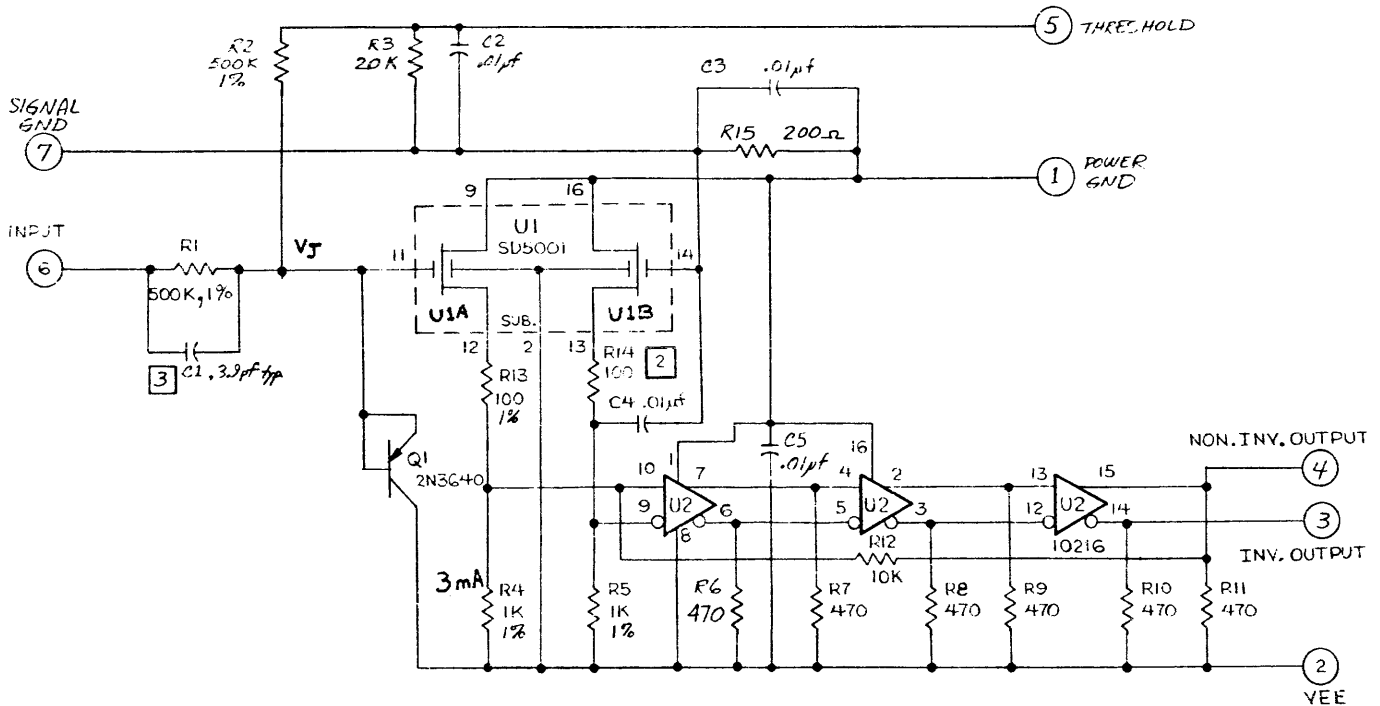 5 THRESHOLD
R2
500K
1%
R3
20K
C2
.01µf
C3 .01µf
SIGNAL
GND
7
R15 200Ω
1 POWER
GND
9 16
U1
SD5001
INPUT
6
R1
500K, 1%
VJ
11
14
U1A
U1B
SUB.
12 2 13
3 C1, 3.9pf typ
R13
100
1%
R14
100
2
C4 .01µf
Q1
2N3640
1
C5
.01µf
16
NON.INV.OUTPUT
4
10 7
9 6
U2
8
4 2
5 3
U2
13 15
12 14
U2
10216
3
INV. OUTPUT
R12
10K
3mA
R4
1K
1%
R5
1K
1%
R6
470
R7
470
R8
470
R9
470
R10
470
R11
470
2
VEE